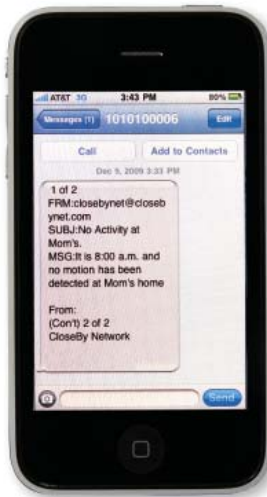 AT&T 3G 3:43 PM 80%
Messages (1) 1010100006 Edit
Call Add to Contacts
Dec 9, 2009 3:33 PM
1 of 2
FRM:closebynet@closeb
ynet.com
SUBJ:No Activity at
Mom's.
MSG:It is 8:00 a.m. and
no motion has been
detected at Mom's home
From:
(Con't) 2 of 2
CloseBy Network
Send